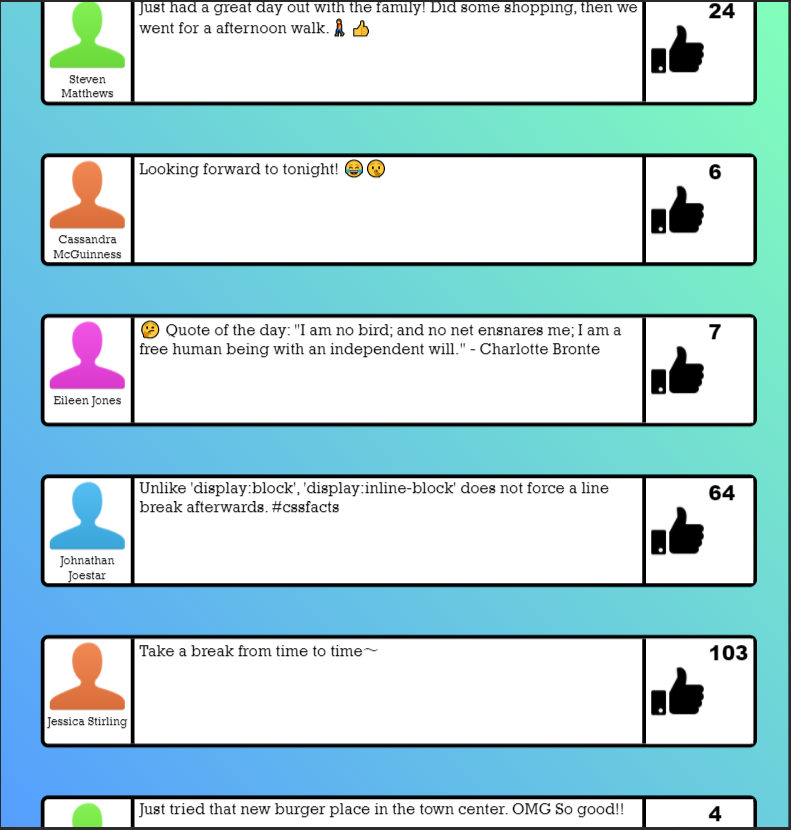 Just had a great day out with the family! Did some shopping, then we
went for a afternoon walk.🚶👍
24
Steven
Matthews
Looking forward to tonight! 😂🤫
6
Cassandra
McGuinness
🤔 Quote of the day: "I am no bird; and no net ensnares me; I am a
free human being with an independent will." - Charlotte Bronte
7
Eileen Jones
Unlike 'display:block', 'display:inline-block' does not force a line
break afterwards. #cssfacts
64
Johnathan
Joestar
Take a break from time to time~
103
Jessica Stirling
Just tried that new burger place in the town center. OMG So good!!
4